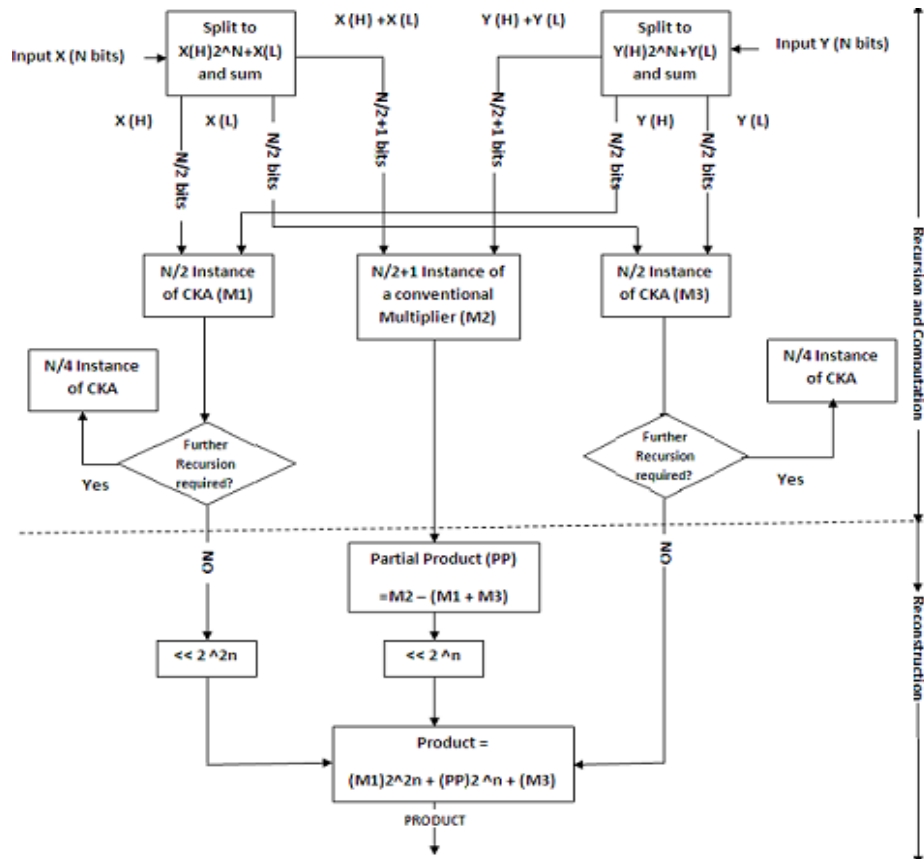 X (H) +X (L)
Y (H) +Y (L)
Split to
X(H)2^N+X(L)
and sum
Split to
Y(H)2^N+Y(L)
and sum
Input X (N bits)
Input Y (N bits)
X (H)
X (L)
Y (H)
Y (L)
N/2 bits
N/2 bits
N/2+1 bits
N/2+1 bits
N/2 bits
N/2 bits
N/2 Instance
of CKA (M1)
N/2+1 Instance of
a conventional
Multiplier (M2)
N/2 Instance
of CKA (M3)
Recursion and Computation
N/4 Instance
of CKA
N/4 Instance
of CKA
Further
Recursion
required?
Further
Recursion
required?
Yes
Yes
NO
NO
Partial Product (PP)
=M2 – (M1 + M3)
Reconstruction
<< 2 ^2n
<< 2 ^n
Product =
(M1)2^2n + (PP)2 ^n + (M3)
PRODUCT